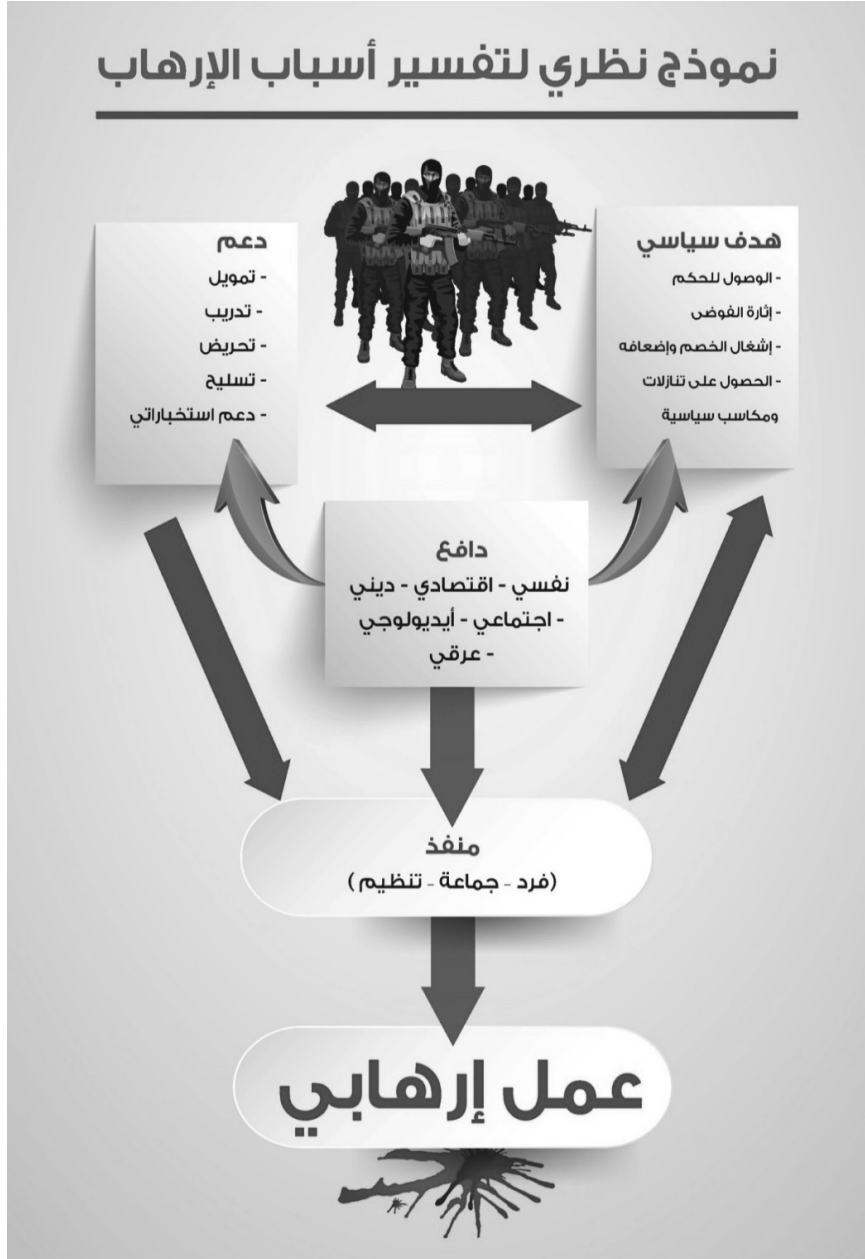 نموذج نظري لتفسير أسباب الإرهاب
هدف سياسي
- الوصول للحكم
- إثارة الفوضى
- إشغال الخصم وإضعافه
- الحصول على تنازلات
ومكاسب سياسية
دعم
- تمويل
- تدريب
- تحريض
- تسليح
- دعم استخباراتي
دافع
نفسي - اقتصادي - ديني
- اجتماعي - أيديولوجي
- عرقي
منفذ
(فرد - جماعة - تنظيم )
عمل إرهابي